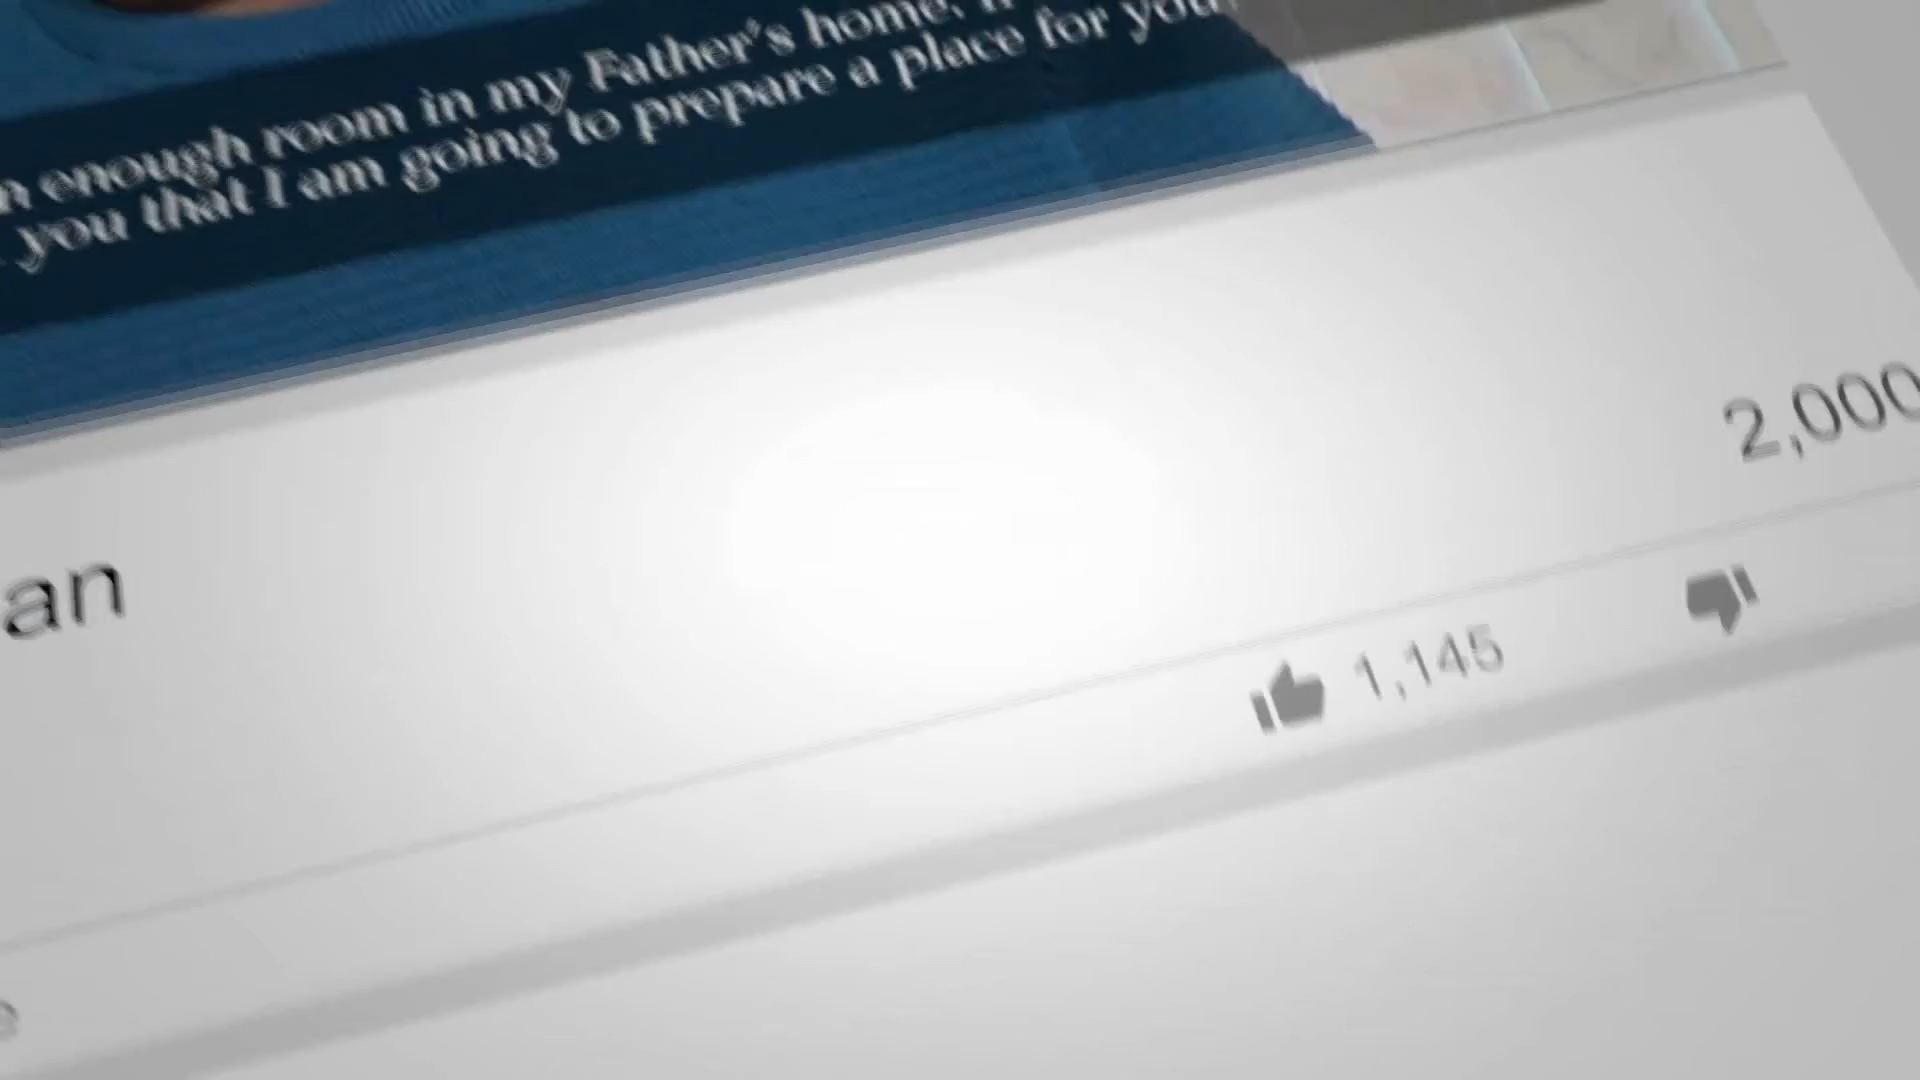 enough room in my Father's home.
you that I am going to prepare a place for you
an
2,000
1,145